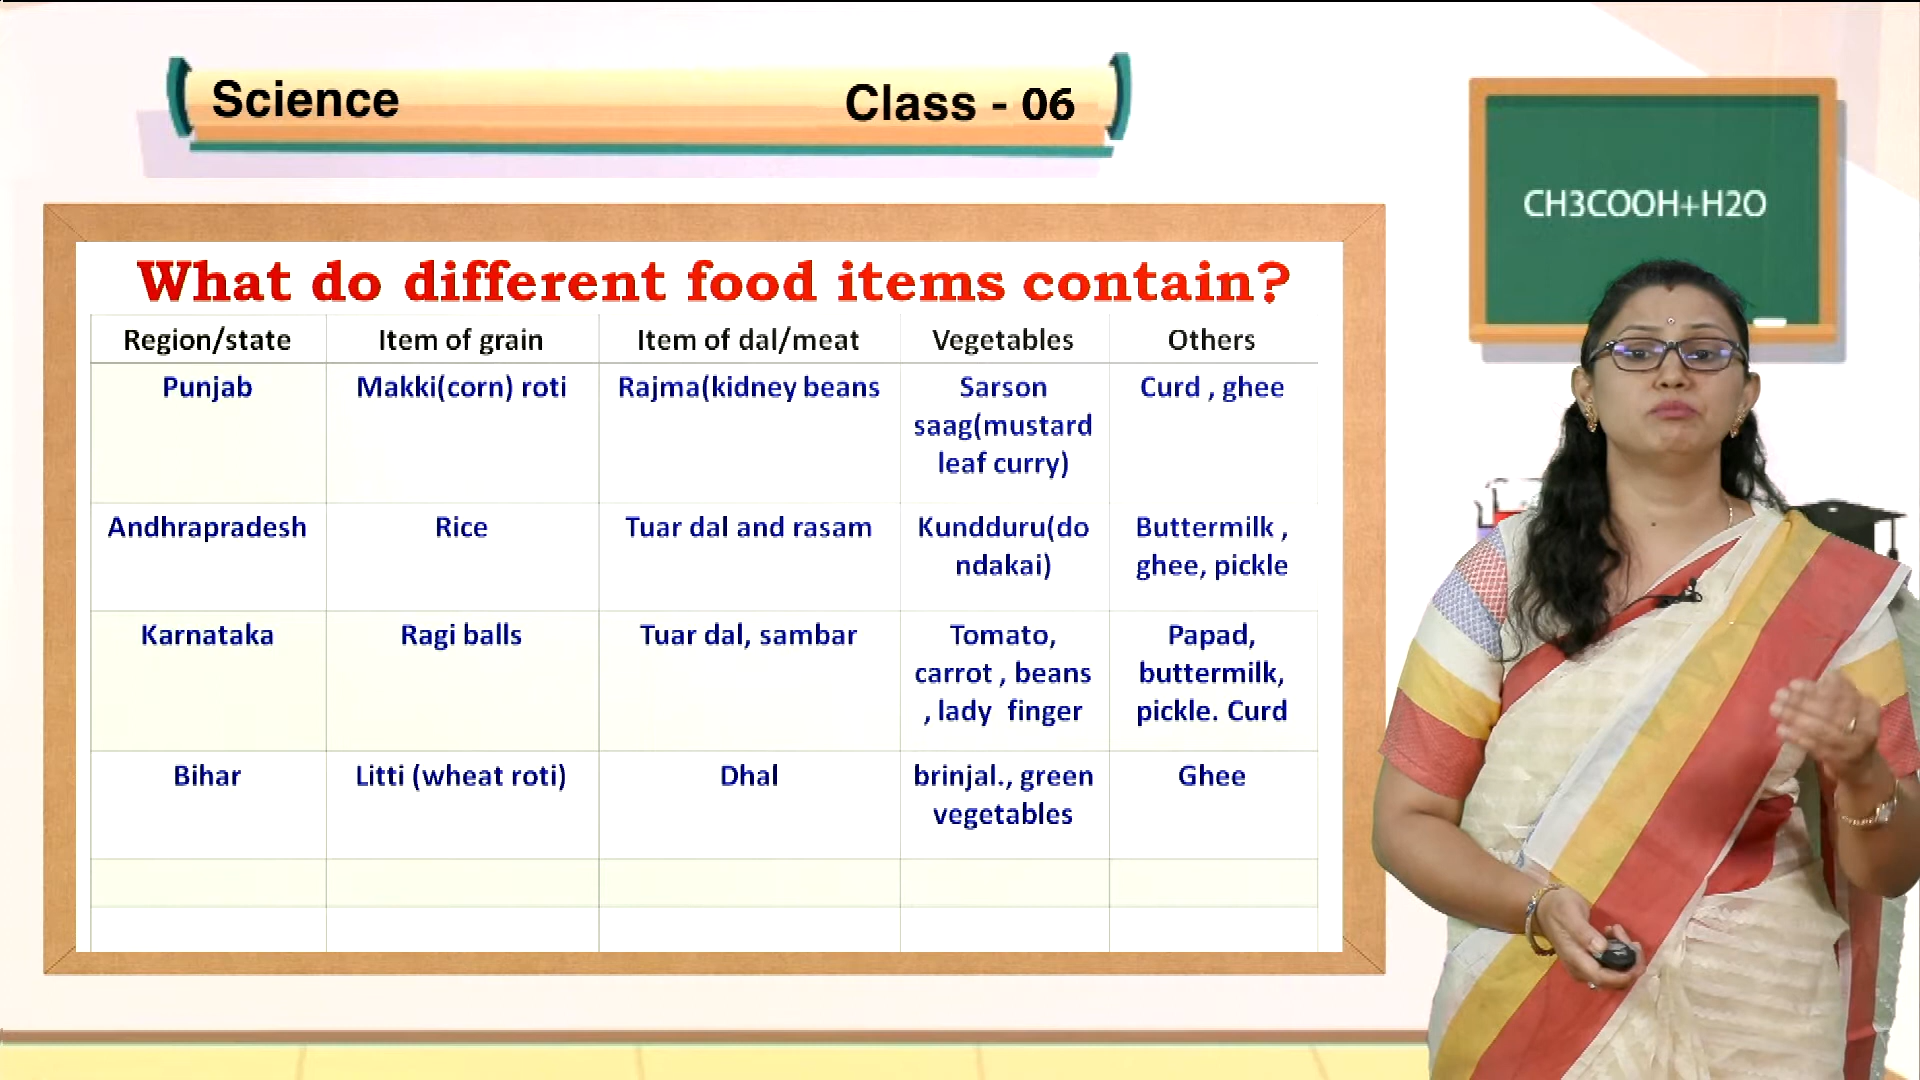 Science Class - 06
CH3COOH+H2O
What do different food items contain?
Region/state Item of grain Item of dal/meat Vegetables Others
Punjab Makki(corn) roti Rajma(kidney beans Sarson Curd , ghee
saag(mustard
leaf curry)
Andhrapradesh Rice Tuar dal and rasam Kundduru(do Buttermilk ,
ndakai) ghee, pickle
Karnataka Ragi balls Tuar dal, sambar Tomato, Papad,
carrot , beans buttermilk,
, lady finger pickle. Curd
Bihar Litti (wheat roti) Dhal brinjal., green Ghee
vegetables